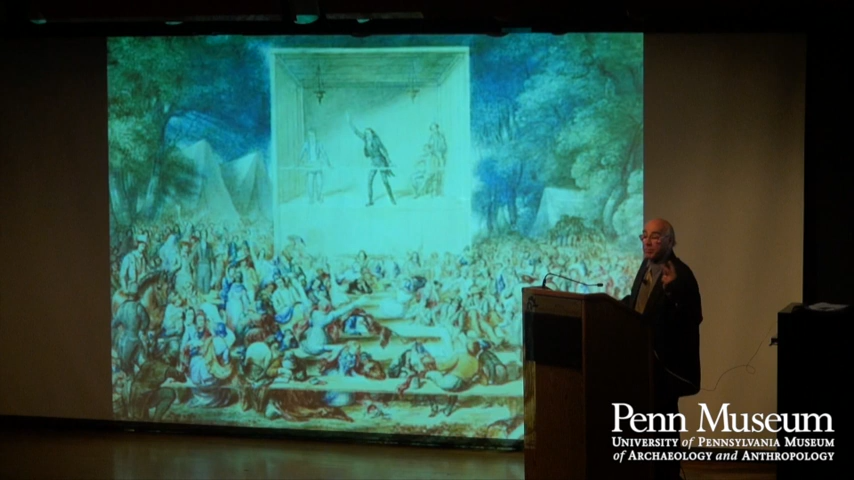 Penn Museum
University of Pennsylvania Museum
of Archaeology and Anthropology